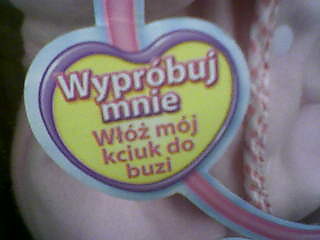 Wypróbuj
mnie
Włóż mój
kciuk do
buzi